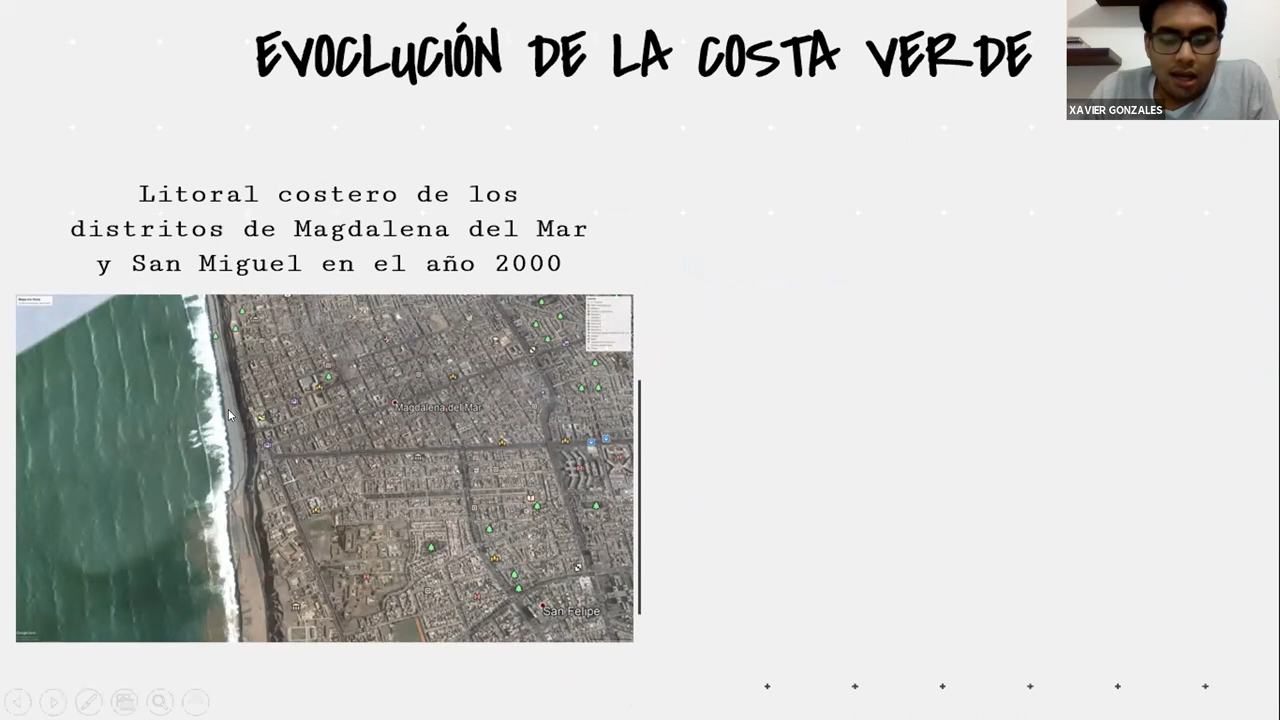 EVOCLUCIÓN DE LA COSTA VERDE
XAVIER GONZALES
Litoral costero de los
distritos de Magdalena del Mar
y San Miguel en el año 2000
Magdalena del Mar
San Felipe